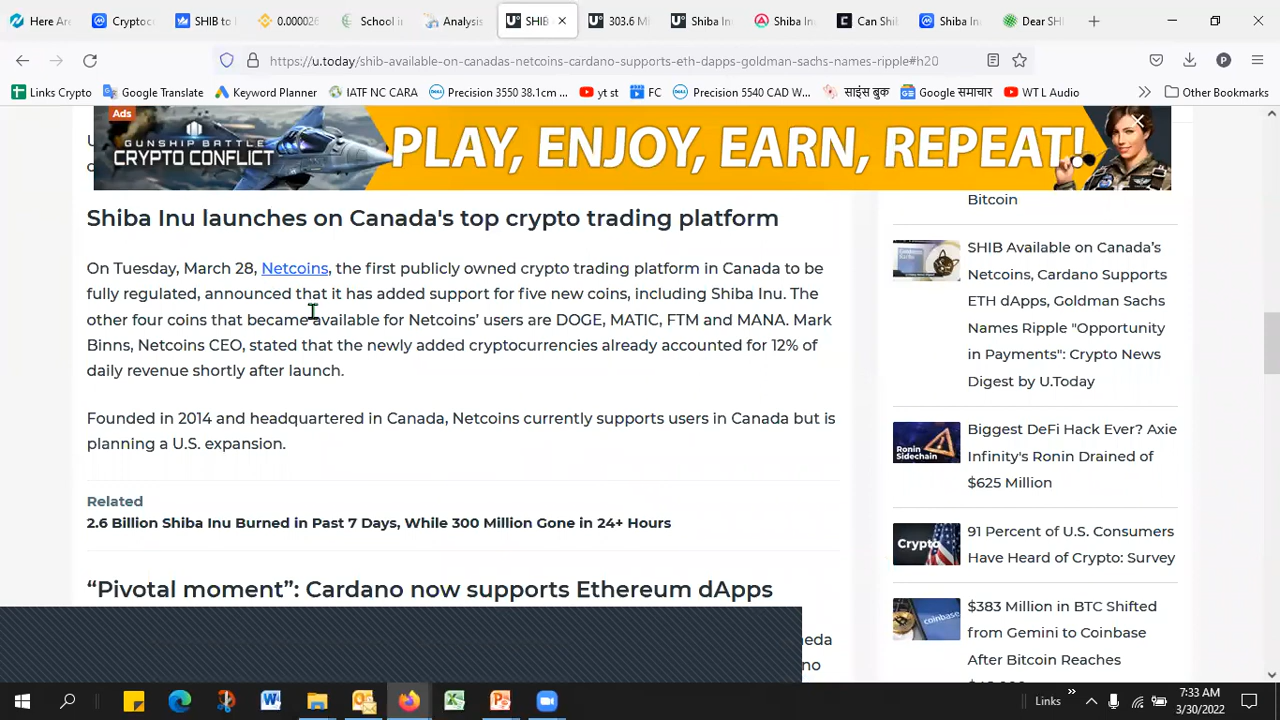 Here Ar
Cryptoc
SHIB to
0.000026
School i
Analysis
SHIB
303.6 M
Shiba In
Shiba In
Can Shi
Shiba In
Dear SH
https://u.today/shib-available-on-canadas-netcoins-cardano-supports-eth-dapps-goldman-sachs-names-ripple#h20
Links Crypto
Google Translate
Keyword Planner
IATF NC CARA
Precision 3550 38.1cm ...
yt st
FC
Precision 5540 CAD W...
साइंस बुक
Google समाचार
WT L Audio
Other Bookmarks
Ads
GUNSHIP BATTLE
CRYPTO CONFLICT
PLAY, ENJOY, EARN, REPEAT!
Shiba Inu launches on Canada's top crypto trading platform
On Tuesday, March 28, Netcoins, the first publicly owned crypto trading platform in Canada to be
fully regulated, announced that it has added support for five new coins, including Shiba Inu. The
other four coins that became available for Netcoins' users are DOGE, MATIC, FTM and MANA. Mark
Binns, Netcoins CEO, stated that the newly added cryptocurrencies already accounted for 12% of
daily revenue shortly after launch.
Founded in 2014 and headquartered in Canada, Netcoins currently supports users in Canada but is
planning a U.S. expansion.
Related
2.6 Billion Shiba Inu Burned in Past 7 Days, While 300 Million Gone in 24+ Hours
“Pivotal moment”: Cardano now supports Ethereum dApps
neda
no
Bitcoin
SHIB Available on Canada’s
Netcoins, Cardano Supports
ETH dApps, Goldman Sachs
Names Ripple "Opportunity
in Payments": Crypto News
Digest by U.Today
Biggest DeFi Hack Ever? Axie
Infinity's Ronin Drained of
$625 Million
Ronin
Sidechain
91 Percent of U.S. Consumers
Have Heard of Crypto: Survey
Crypto
$383 Million in BTC Shifted
from Gemini to Coinbase
After Bitcoin Reaches
coinbase
Links
7:33 AM
3/30/2022